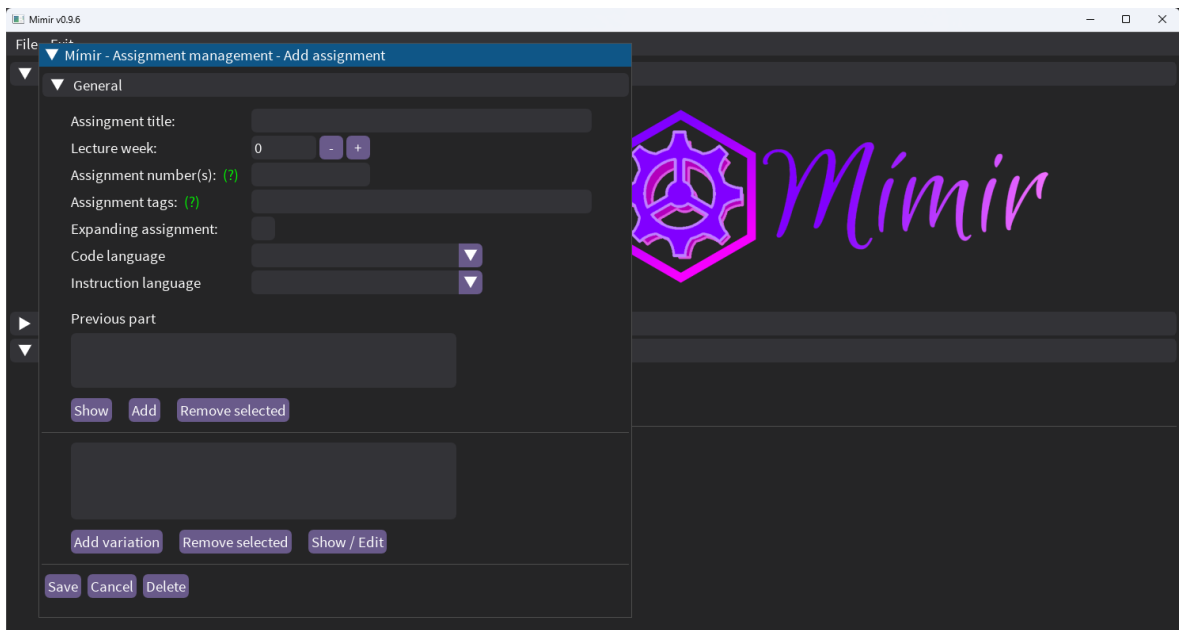 Mimir v0.9.6
File Exit
Mímir - Assignment management - Add assignment
General
Assingment title:
Lecture week: 0 - +
Assignment number(s): (?)
Assignment tags: (?)
Expanding assignment:
Code language
Instruction language
Previous part
Show Add Remove selected
Add variation Remove selected Show / Edit
Save Cancel Delete
Mímir